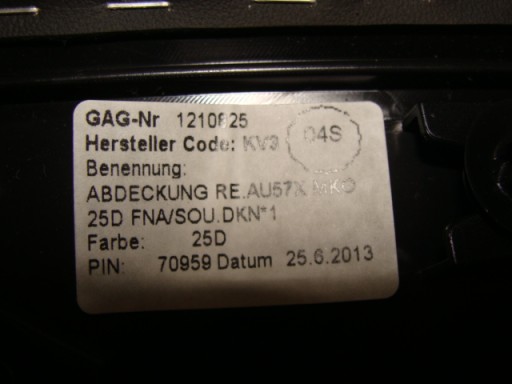 GAG-Nr 1210625
Hersteller Code: KV3 04S
Benennung:
ABDECKUNG RE.AU57X MKO
25D FNA/SOU.DKN*1
Farbe: 25D
PIN: 70959 Datum 25.6.2013